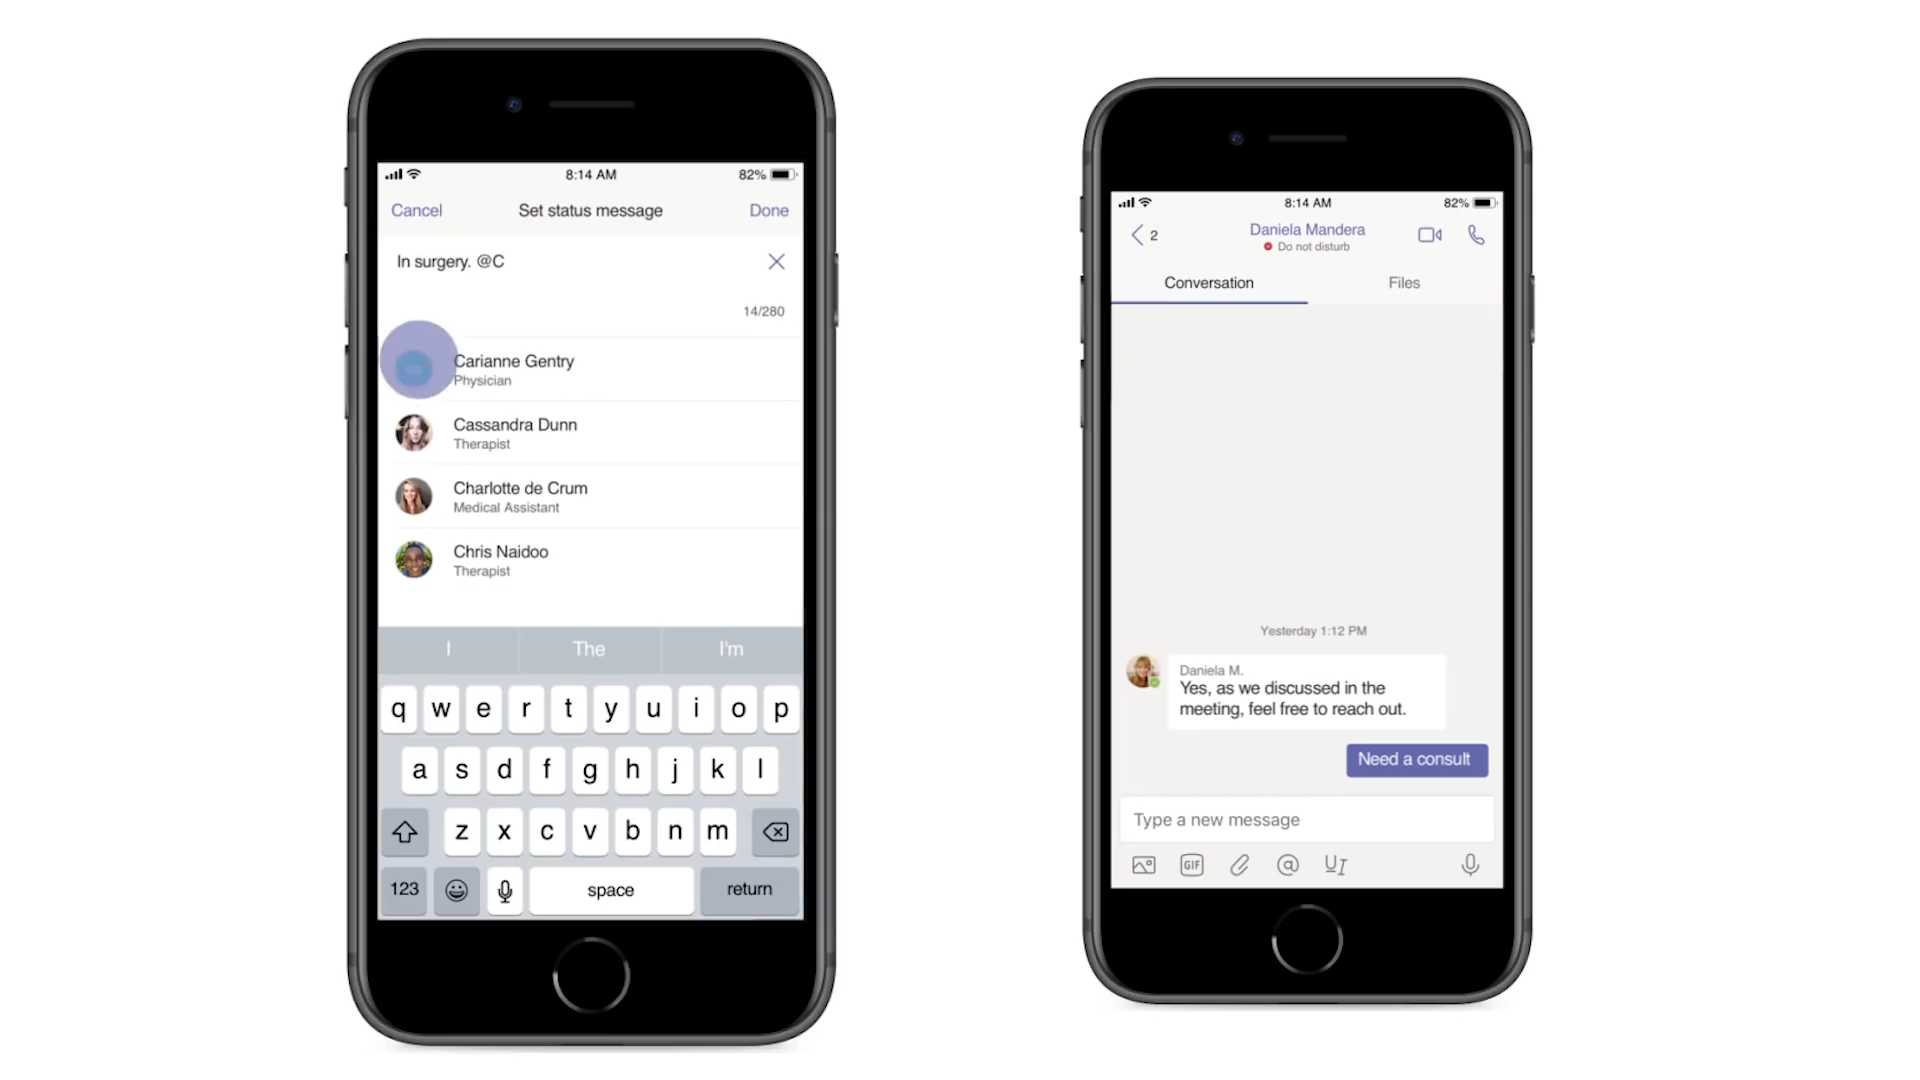 8:14 AM
82%
Cancel
Set status message
Done
In surgery. @C
14/280
Carianne Gentry
Physician
Cassandra Dunn
Therapist
Charlotte de Crum
Medical Assistant
Chris Naidoo
Therapist
I
The
I'm
q w e r t y u i o p
a s d f g h j k l
z x c v b n m
123
space
return
8:14 AM
82%
2
Daniela Mandera
Do not disturb
Conversation
Files
Yesterday 1:12 PM
Daniela M.
Yes, as we discussed in the
meeting, feel free to reach out.
Need a consult
Type a new message
GIF